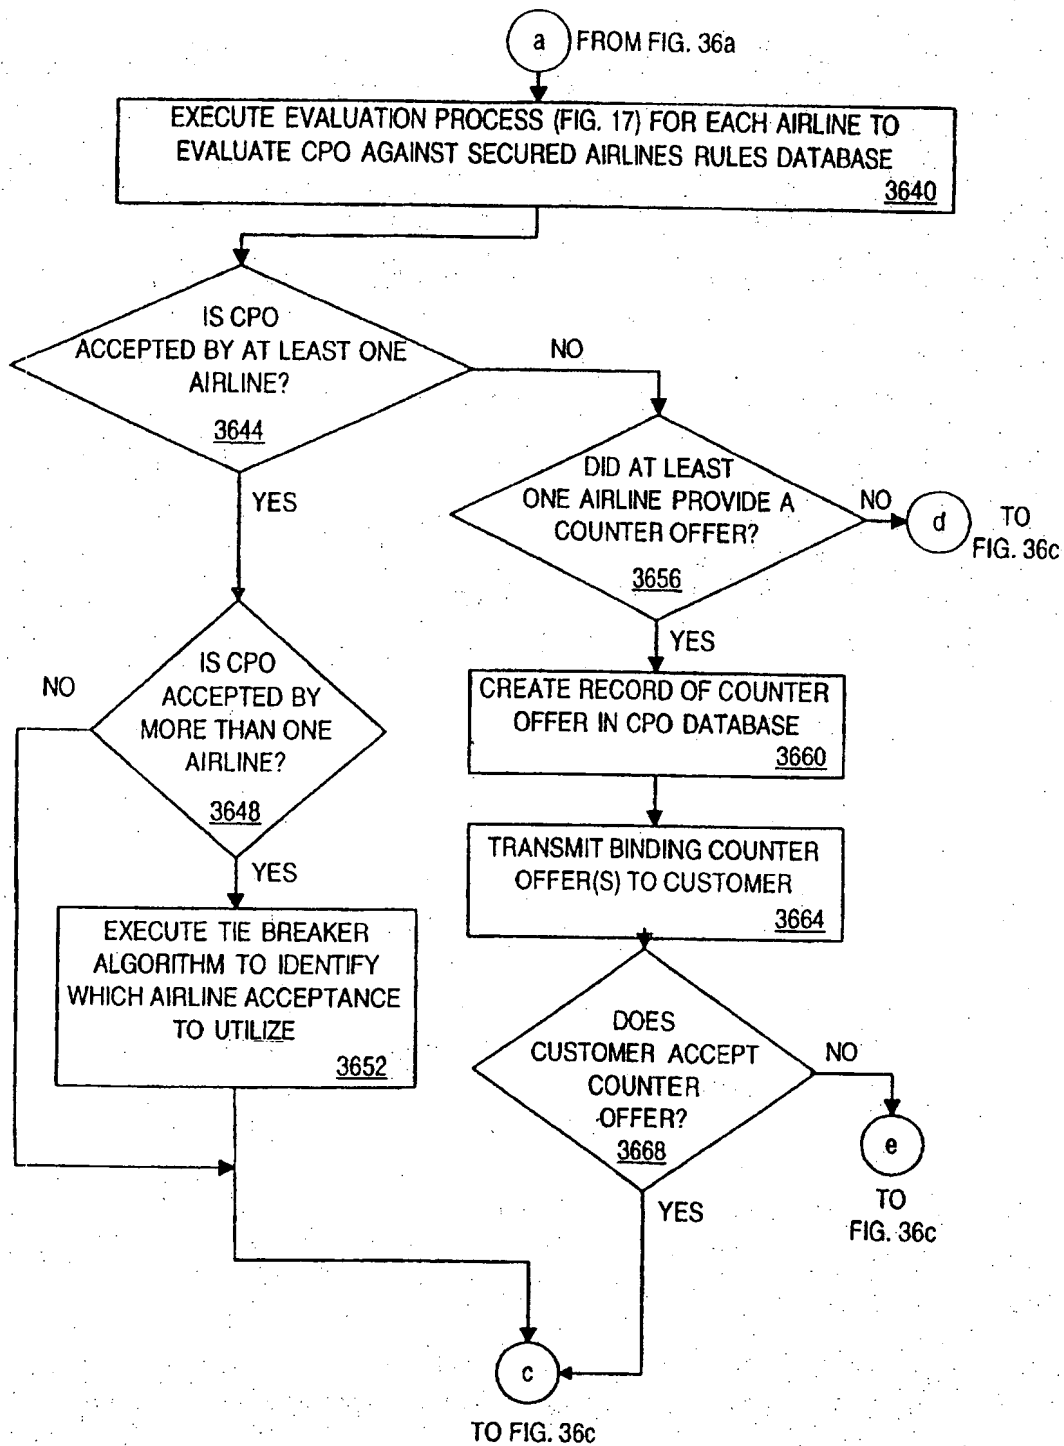 a FROM FIG. 36a
EXECUTE EVALUATION PROCESS (FIG. 17) FOR EACH AIRLINE TO
EVALUATE CPO AGAINST SECURED AIRLINES RULES DATABASE
3640
IS CPO
ACCEPTED BY AT LEAST ONE
AIRLINE?
3644
NO
YES
DID AT LEAST
ONE AIRLINE PROVIDE A
COUNTER OFFER?
3656
NO
d TO
FIG. 36c
YES
IS CPO
ACCEPTED BY
MORE THAN ONE
AIRLINE?
3648
NO
YES
CREATE RECORD OF COUNTER
OFFER IN CPO DATABASE
3660
TRANSMIT BINDING COUNTER
OFFER(S) TO CUSTOMER
3664
EXECUTE TIE BREAKER
ALGORITHM TO IDENTIFY
WHICH AIRLINE ACCEPTANCE
TO UTILIZE
3652
DOES
CUSTOMER ACCEPT
COUNTER
OFFER?
3668
NO
e
TO
FIG. 36c
YES
c
TO FIG. 36c